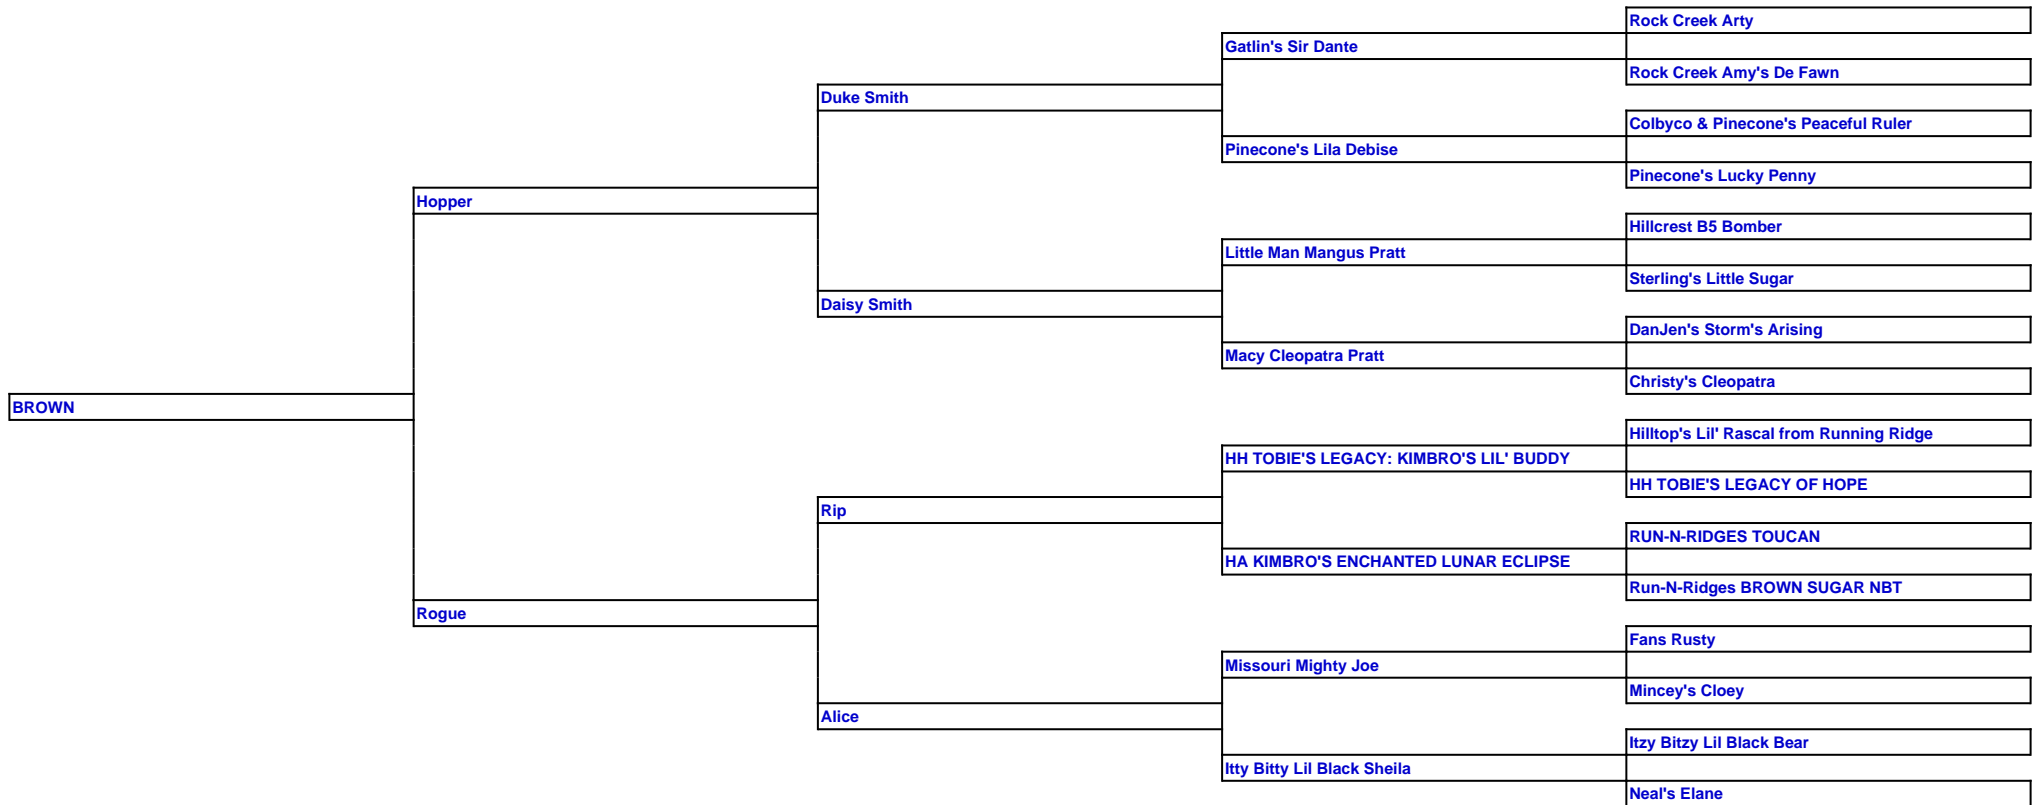 Rock Creek Arty
Gatlin's Sir Dante
Rock Creek Amy's De Fawn
Duke Smith
Colbyco & Pinecone's Peaceful Ruler
Pinecone's Lila Debise
Pinecone's Lucky Penny
Hopper
Hillcrest B5 Bomber
Little Man Mangus Pratt
Sterling's Little Sugar
Daisy Smith
DanJen's Storm's Arising
Macy Cleopatra Pratt
Christy's Cleopatra
BROWN
Hilltop's Lil' Rascal from Running Ridge
HH TOBIE'S LEGACY: KIMBRO'S LIL' BUDDY
HH TOBIE'S LEGACY OF HOPE
Rip
RUN-N-RIDGES TOUCAN
HA KIMBRO'S ENCHANTED LUNAR ECLIPSE
Run-N-Ridges BROWN SUGAR NBT
Rogue
Fans Rusty
Missouri Mighty Joe
Mincey's Cloey
Alice
Itzy Bitzy Lil Black Bear
Itty Bitty Lil Black Sheila
Neal's Elane